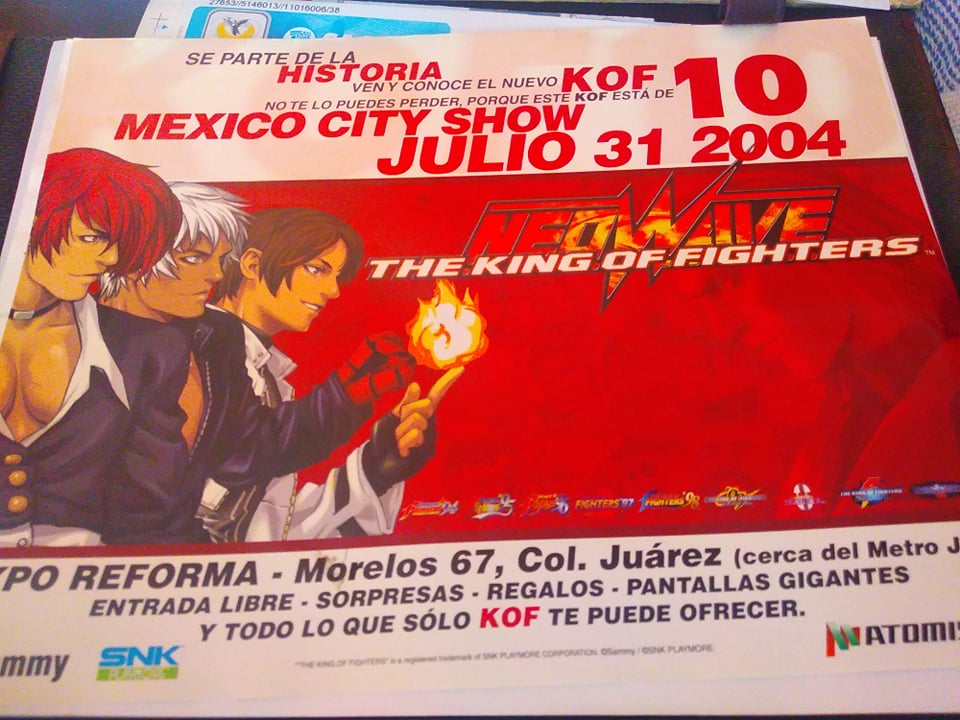 27653//5146013//11016006/38
SE PARTE DE LA
HISTORIA
VEN Y CONOCE EL NUEVO KOF
NO TE LO PUEDES PERDER, PORQUE ESTE KOF ESTÁ DE 10
MEXICO CITY SHOW
JULIO 31 2004
NEOWAVE
THE KING OF FIGHTERS™
FIGHTERS'97 FIGHTERS'98
XPO REFORMA - Morelos 67, Col. Juárez (cerca del Metro J
ENTRADA LIBRE - SORPRESAS - REGALOS - PANTALLAS GIGANTES
Y TODO LO QUE SÓLO KOF TE PUEDE OFRECER.
ammy SNK PLAYMORE ATOMIS
"THE KING OF FIGHTERS" is a registered trademark of SNK PLAYMORE CORPORATION. ©Sammy / ©SNK PLAYMORE